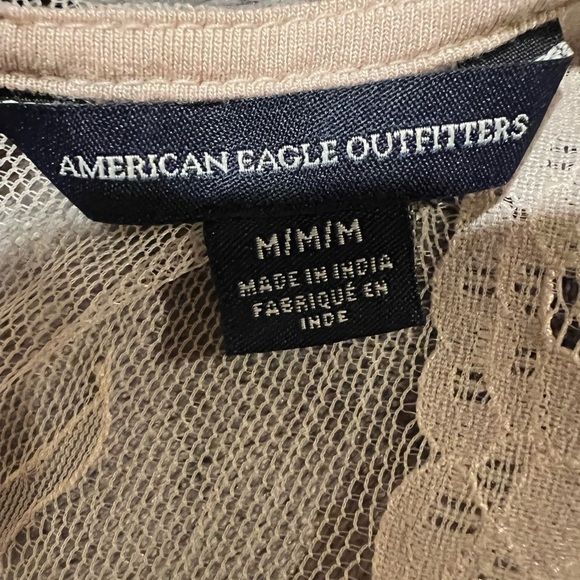 AMERICAN EAGLE OUTFITTERS
M/M/M
MADE IN INDIA
FABRIQUÉ EN
INDE